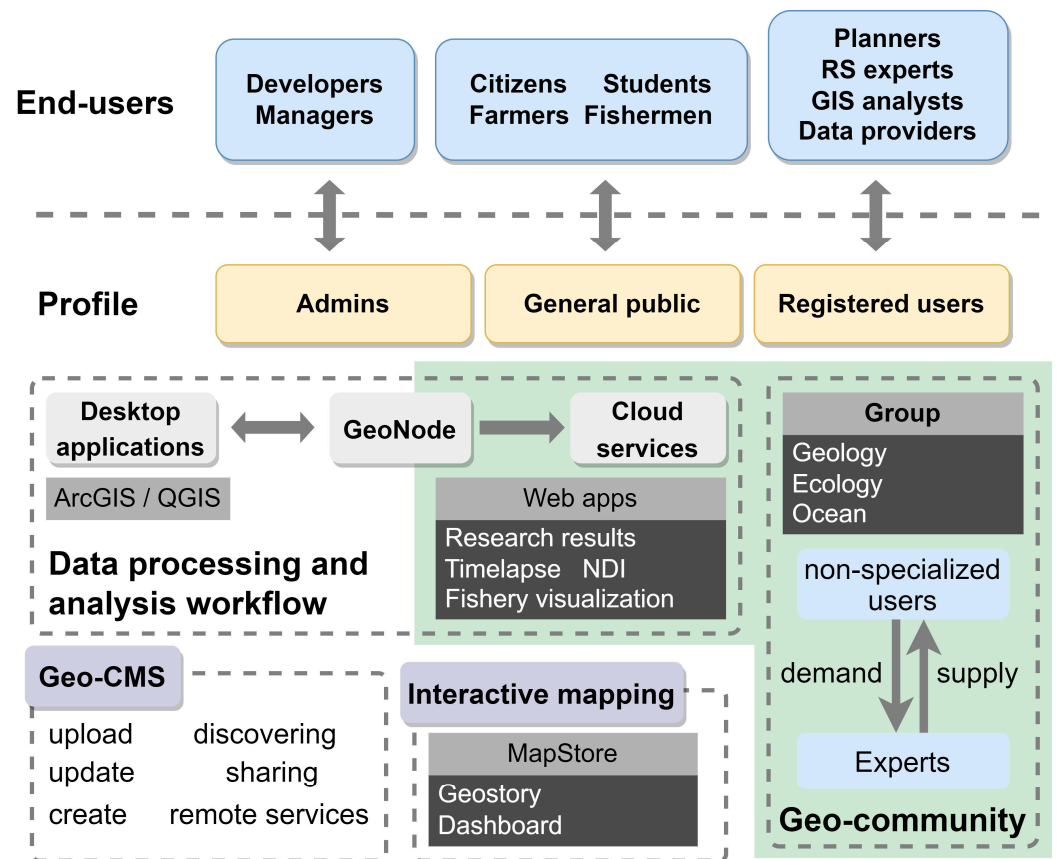 End-users
Developers
Managers
Citizens Students
Farmers Fishermen
Planners
RS experts
GIS analysts
Data providers
Profile
Admins
General public
Registered users
Desktop
applications
GeoNode
Cloud
services
ArcGIS / QGIS
Web apps
Research results
Timelapse NDI
Fishery visualization
Data processing and
analysis workflow
Group
Geology
Ecology
Ocean
non-specialized
users
demand supply
Experts
Geo-community
Geo-CMS
upload discovering
update sharing
create remote services
Interactive mapping
MapStore
Geostory
Dashboard